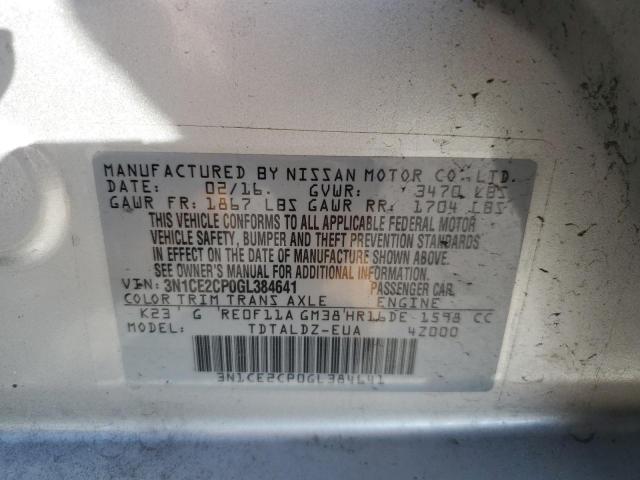 MANUFACTURED BY NISSAN MOTOR CO., LTD.
DATE: 02/16. GVWR: 3470 LBS
GAWR FR: 1867 LBS GAWR RR: 1704 LBS
THIS VEHICLE CONFORMS TO ALL APPLICABLE FEDERAL MOTOR
VEHICLE SAFETY, BUMPER AND THEFT PREVENTION STANDARDS
IN EFFECT ON THE DATE OF MANUFACTURE SHOWN ABOVE.
SEE OWNER'S MANUAL FOR ADDITIONAL INFORMATION.
VIN: 3N1CE2CP0GL384641 PASSENGER CAR
COLOR TRIM TRANS AXLE ENGINE
K23 G RE0F11A GM38 HR16DE 1598 CC
MODEL: TDTALDZ-EUA 4Z000
3N1CE2CP0GL384641